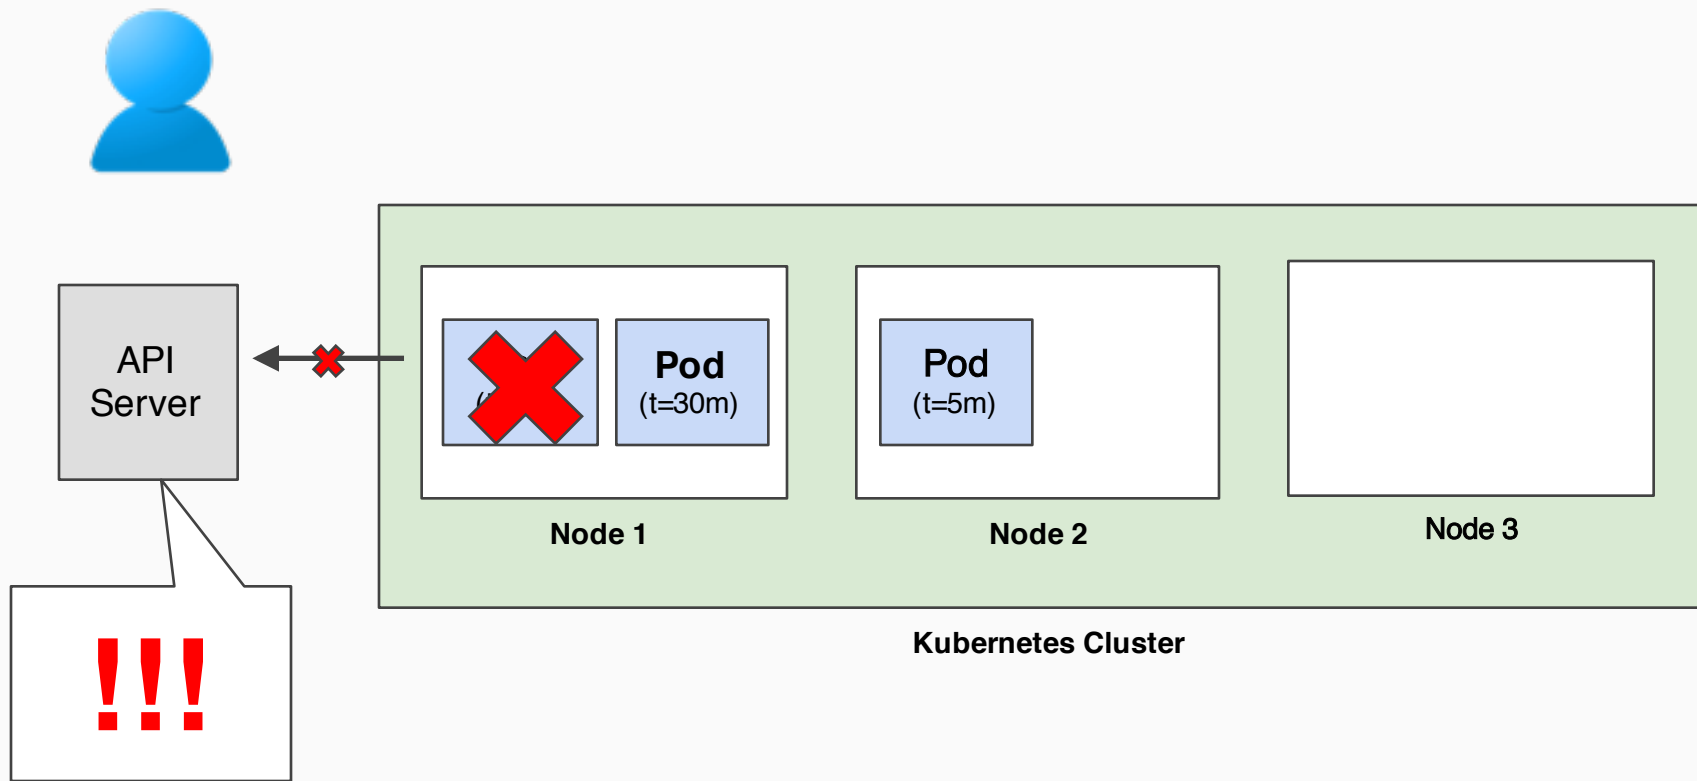 API
Server
Pod
(t=30m)
Pod
(t=5m)
Node 1
Node 2
Node 3
Kubernetes Cluster
!!!